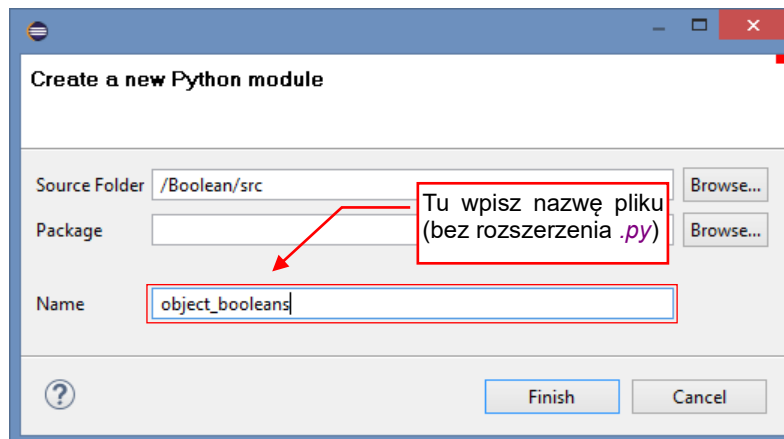 Create a new Python module
Source Folder /Boolean/src Browse...
Tu wpisz nazwę pliku
(bez rozszerzenia .py)
Package Browse...
Name object_booleans
? Finish Cancel